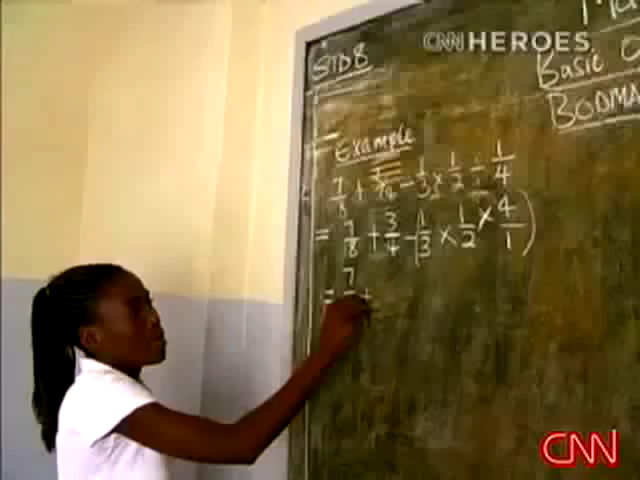 CNN HEROES.
STD 8
Basic
BODMA
Example
7/8 + 3/4 - 1/3 × 1/2 ÷ 1/4
= 7/8 + 3/4 - (1/3 × 1/2 × 4/1)
= 7 +
CNN